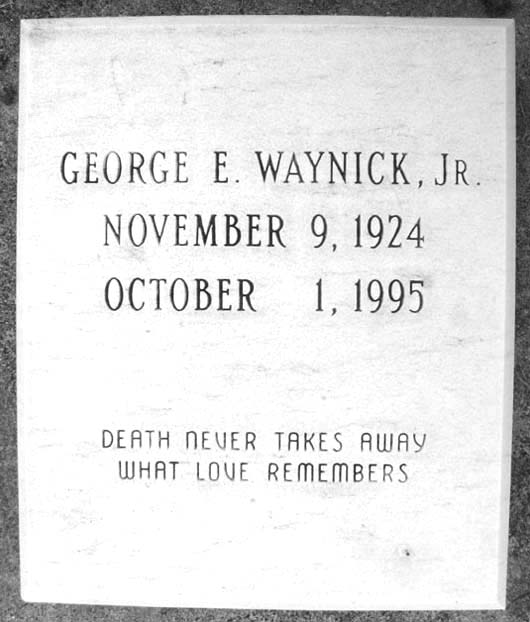 GEORGE E. WAYNICK, JR.
NOVEMBER 9, 1924
OCTOBER 1, 1995
DEATH NEVER TAKES AWAY
WHAT LOVE REMEMBERS